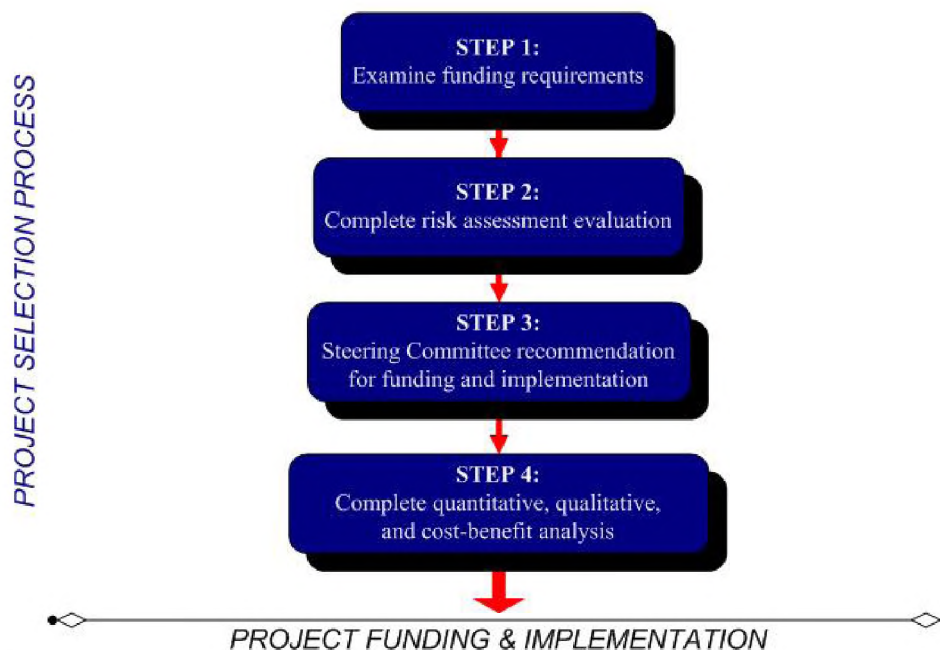 PROJECT SELECTION PROCESS
STEP 1:
Examine funding requirements
STEP 2:
Complete risk assessment evaluation
STEP 3:
Steering Committee recommendation
for funding and implementation
STEP 4:
Complete quantitative, qualitative,
and cost-benefit analysis
PROJECT FUNDING & IMPLEMENTATION